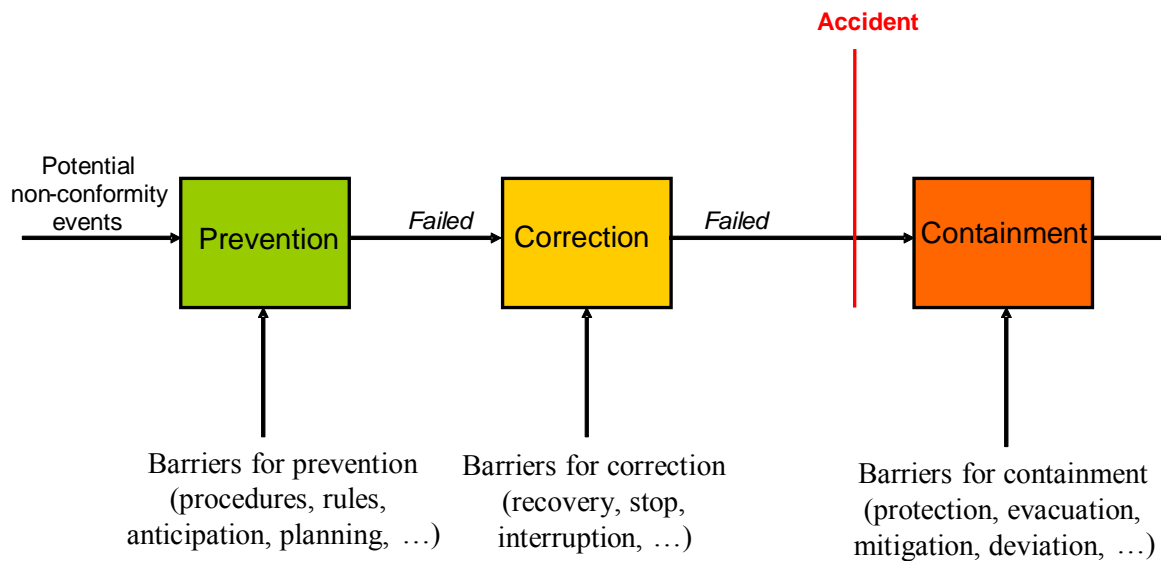 Accident
Potential
non-conformity
events
Prevention
Failed
Correction
Failed
Containment
Barriers for prevention
(procedures, rules,
anticipation, planning, …)
Barriers for correction
(recovery, stop,
interruption, …)
Barriers for containment
(protection, evacuation,
mitigation, deviation, …)